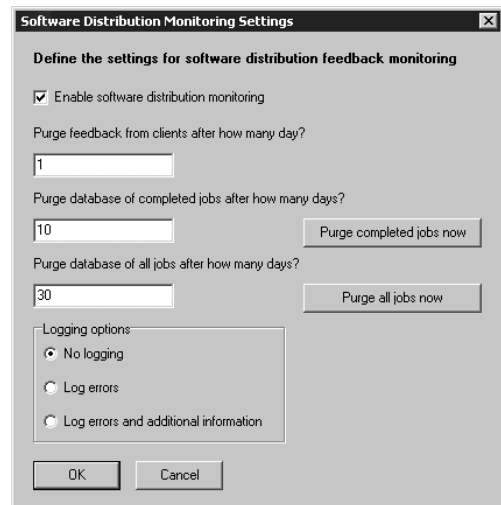 Software Distribution Monitoring Settings
Define the settings for software distribution feedback monitoring
Enable software distribution monitoring
Purge feedback from clients after how many day?
1
Purge database of completed jobs after how many days?
10
Purge completed jobs now
Purge database of all jobs after how many days?
30
Purge all jobs now
Logging options
No logging
Log errors
Log errors and additional information
OK
Cancel